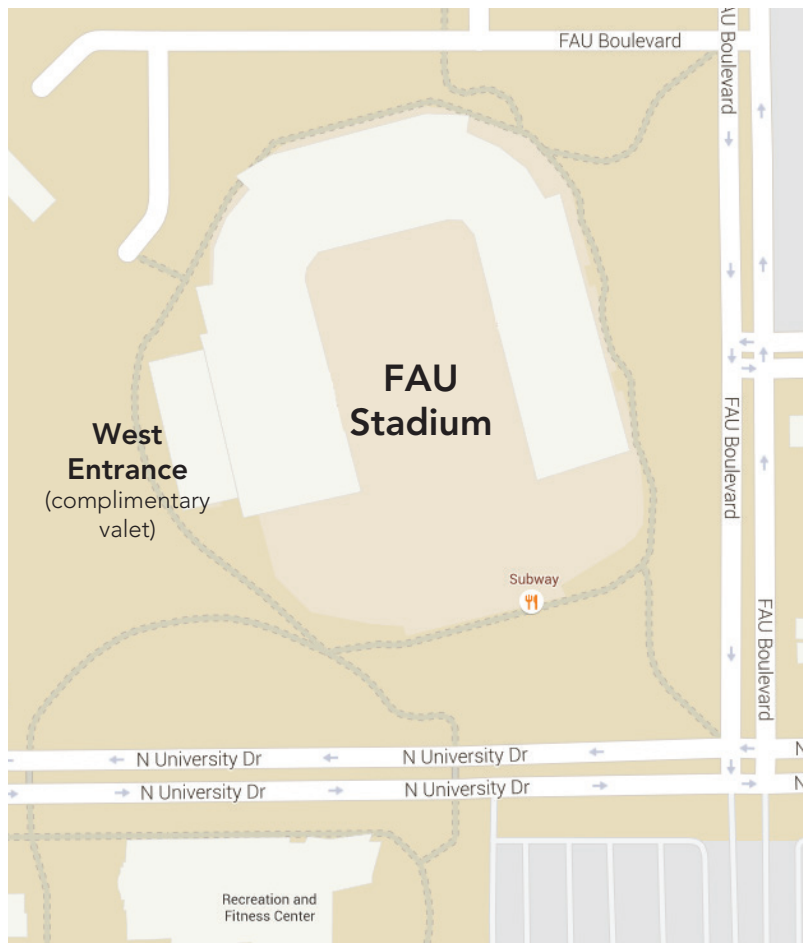 FAU Boulevard
AU Boulevard
FAU
Stadium
West
Entrance
(complimentary
valet)
FAU Boulevard
Subway
FAU Boulevard
N University Dr
N University Dr
N
N University Dr
N University Dr
N
Recreation and
Fitness Center